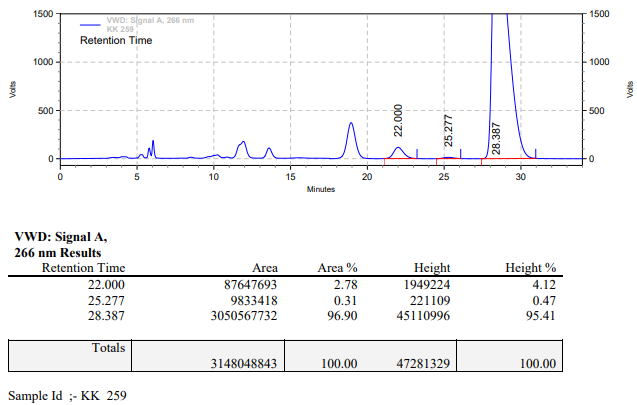 VWD: Signal A, 266 nm
KK 259
Retention Time
1500 1500
1000 1000
500 500
0 0
Volts Volts
22.000
25.277
28.387
0 5 10 15 20 25 30
Minutes
VWD: Signal A,
266 nm Results
Retention Time Area Area % Height Height %
22.000 87647693 2.78 1949224 4.12
25.277 9833418 0.31 221109 0.47
28.387 3050567732 96.90 45110996 95.41
Totals
3148048843 100.00 47281329 100.00
Sample Id ;- KK 259